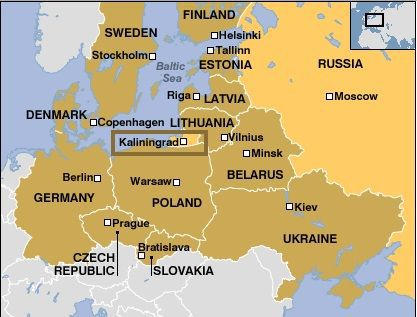 FINLAND
SWEDEN
Helsinki
Stockholm
Tallinn
Baltic
Sea
ESTONIA
RUSSIA
Riga
LATVIA
Moscow
DENMARK
Copenhagen
LITHUANIA
Kaliningrad
Vilnius
Minsk
Berlin
Warsaw
BELARUS
GERMANY
POLAND
Kiev
Prague
UKRAINE
Bratislava
CZECH
REPUBLIC
SLOVAKIA